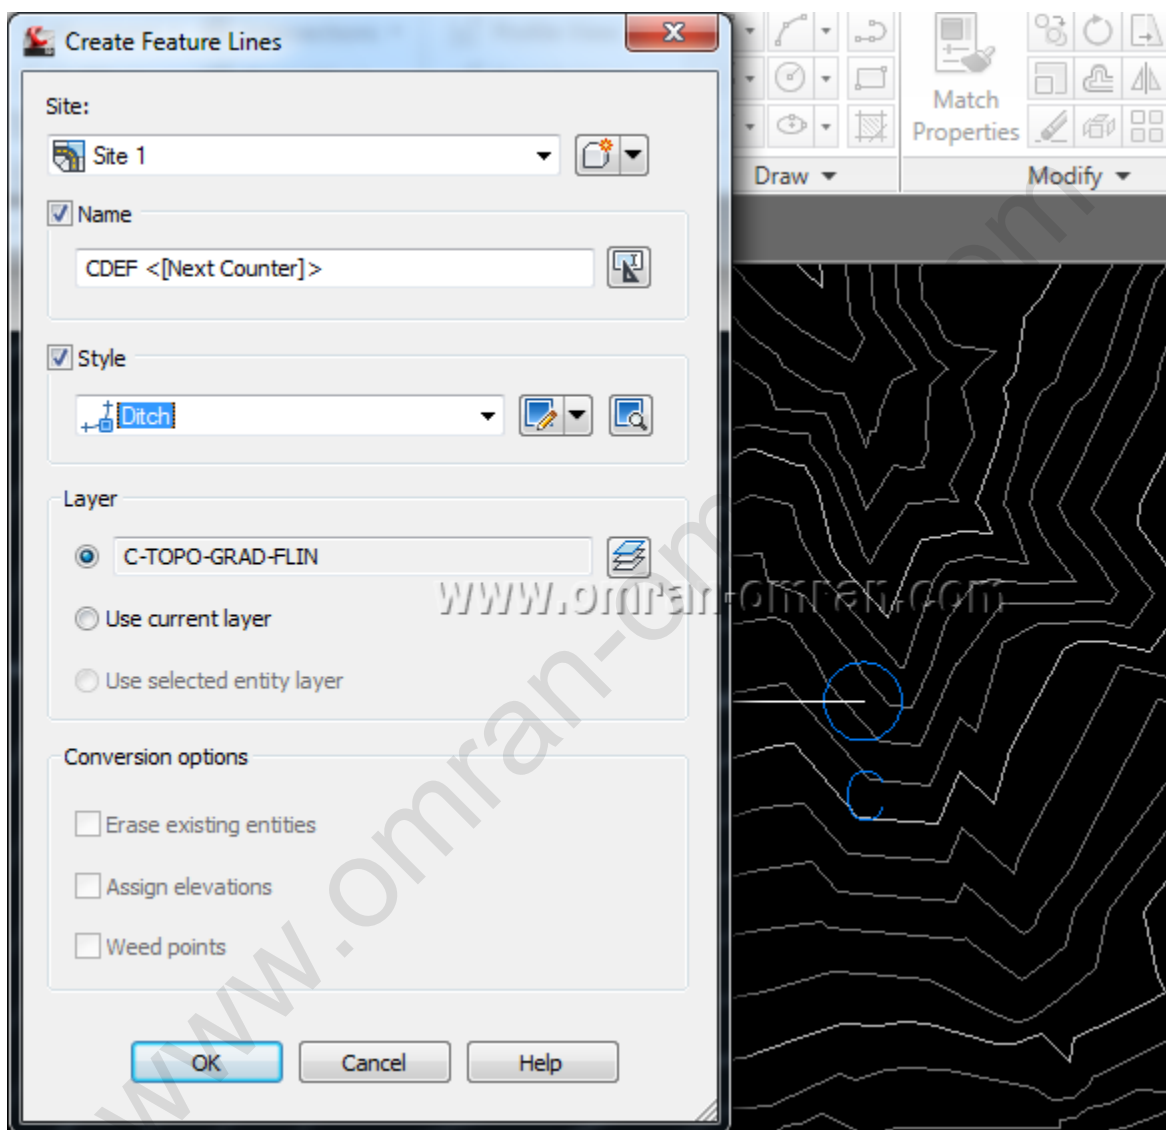 Create Feature Lines
Site:
Site 1
Name
CDEF <[Next Counter]>
Style
Ditch
Layer
C-TOPO-GRAD-FLIN
Use current layer
Use selected entity layer
Conversion options
Erase existing entities
Assign elevations
Weed points
OK Cancel Help
Match
Properties
Draw
Modify
C
www.omran-omran.com
www.omran-omran.com